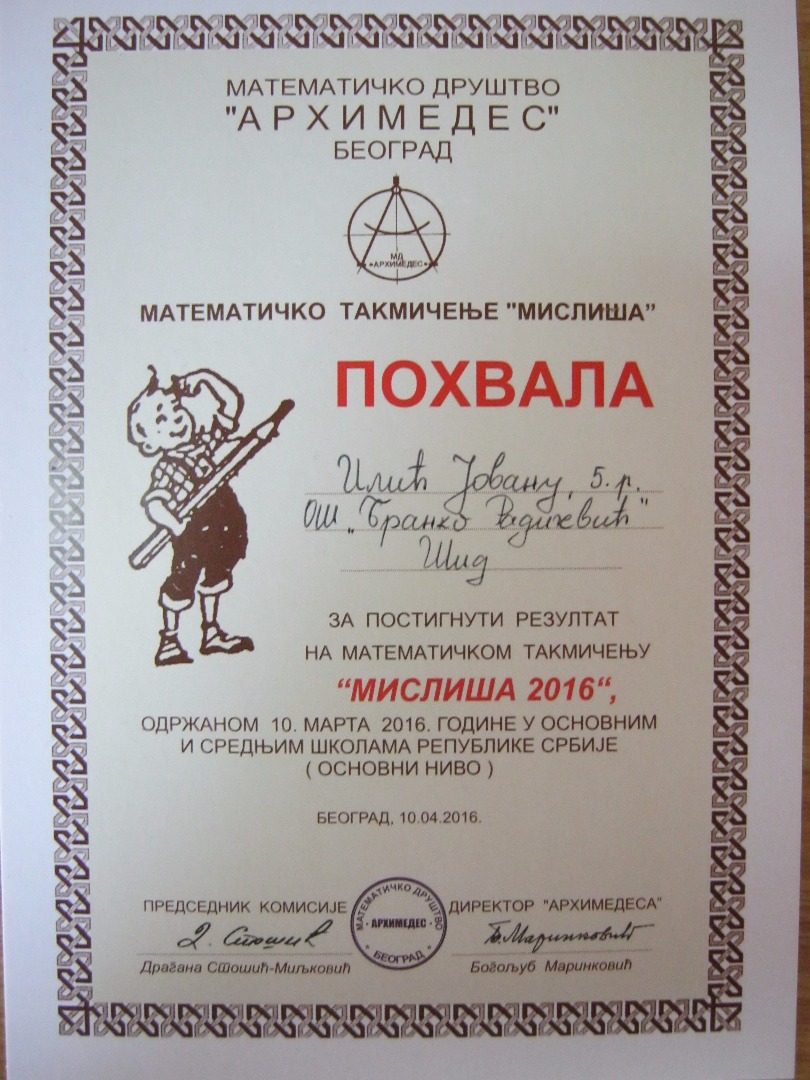 МАТЕМАТИЧКО ДРУШТВО
"АРХИМЕДЕС"
БЕОГРАД
МД
"АРХИМЕДЕС"
МАТЕМАТИЧКО ТАКМИЧЕЊЕ "МИСЛИША”
ПОХВАЛА
Илић Јовану, 5. р.
ОШ „Бранко Радичевић"
Шид
ЗА ПОСТИГНУТИ РЕЗУЛТАТ
НА МАТЕМАТИЧКОМ ТАКМИЧЕЊУ
“МИСЛИША 2016“,
ОДРЖАНОМ 10. МАРТА 2016. ГОДИНЕ У ОСНОВНИМ
И СРЕДЊИМ ШКОЛАМА РЕПУБЛИКЕ СРБИЈЕ
( ОСНОВНИ НИВО )
БЕОГРАД, 10.04.2016.
ПРЕДСЕДНИК КОМИСИЈЕ
Д. Стошић
Драгана Стошић-Миљковић
МАТЕМАТИЧКО ДРУШТВО
· АРХИМЕДЕС ·
* БЕОГРАД *
ДИРЕКТОР "АРХИМЕДЕСА"
Б. Маринковић
Богољуб Маринковић